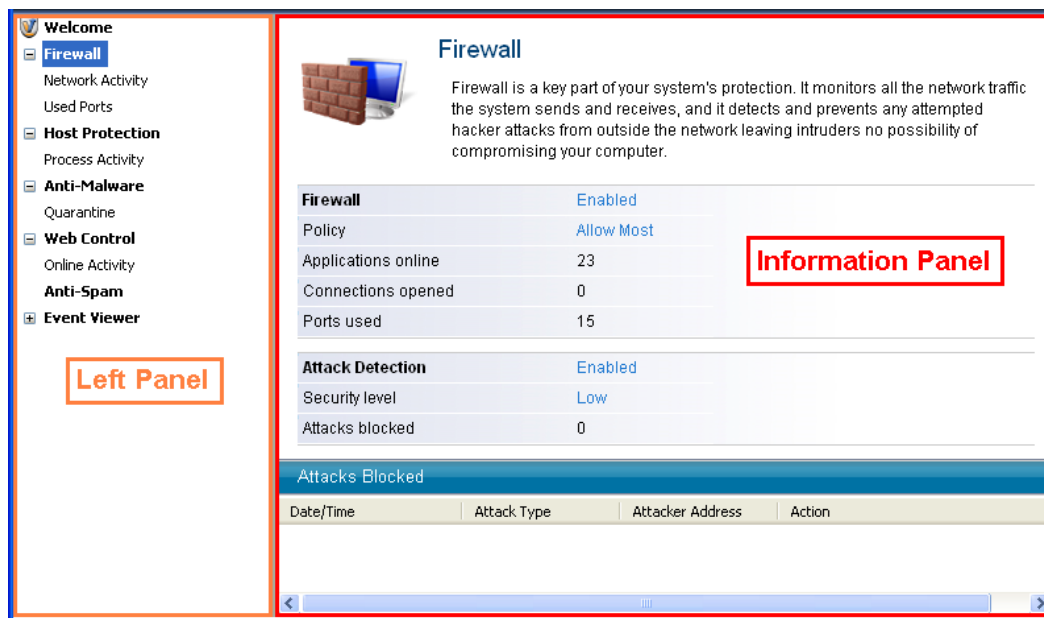 Welcome
Firewall
Network Activity
Used Ports
Host Protection
Process Activity
Anti-Malware
Quarantine
Web Control
Online Activity
Anti-Spam
Event Viewer
Left Panel
Firewall
Firewall is a key part of your system's protection. It monitors all the network traffic
the system sends and receives, and it detects and prevents any attempted
hacker attacks from outside the network leaving intruders no possibility of
compromising your computer.
Firewall Enabled
Policy Allow Most
Applications online 23
Connections opened 0
Ports used 15
Information Panel
Attack Detection Enabled
Security level Low
Attacks blocked 0
Attacks Blocked
Date/Time Attack Type Attacker Address Action